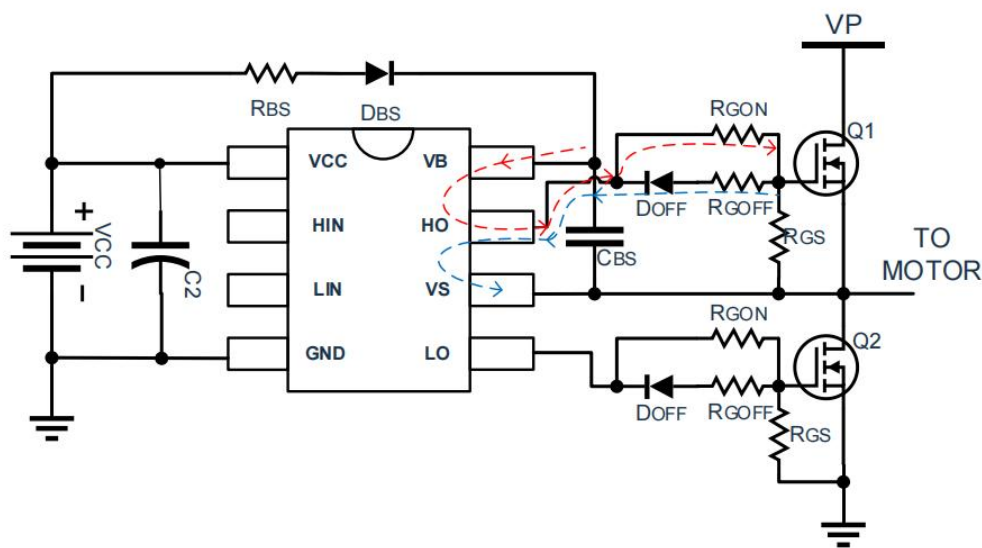 VP
RBS
DBS
RGON
Q1
VCC
VB
DOFF
RGOFF
+
VCC
-
C2
HIN
HO
CBS
RGS
TO
MOTOR
LIN
VS
RGON
Q2
GND
LO
DOFF
RGOFF
RGS